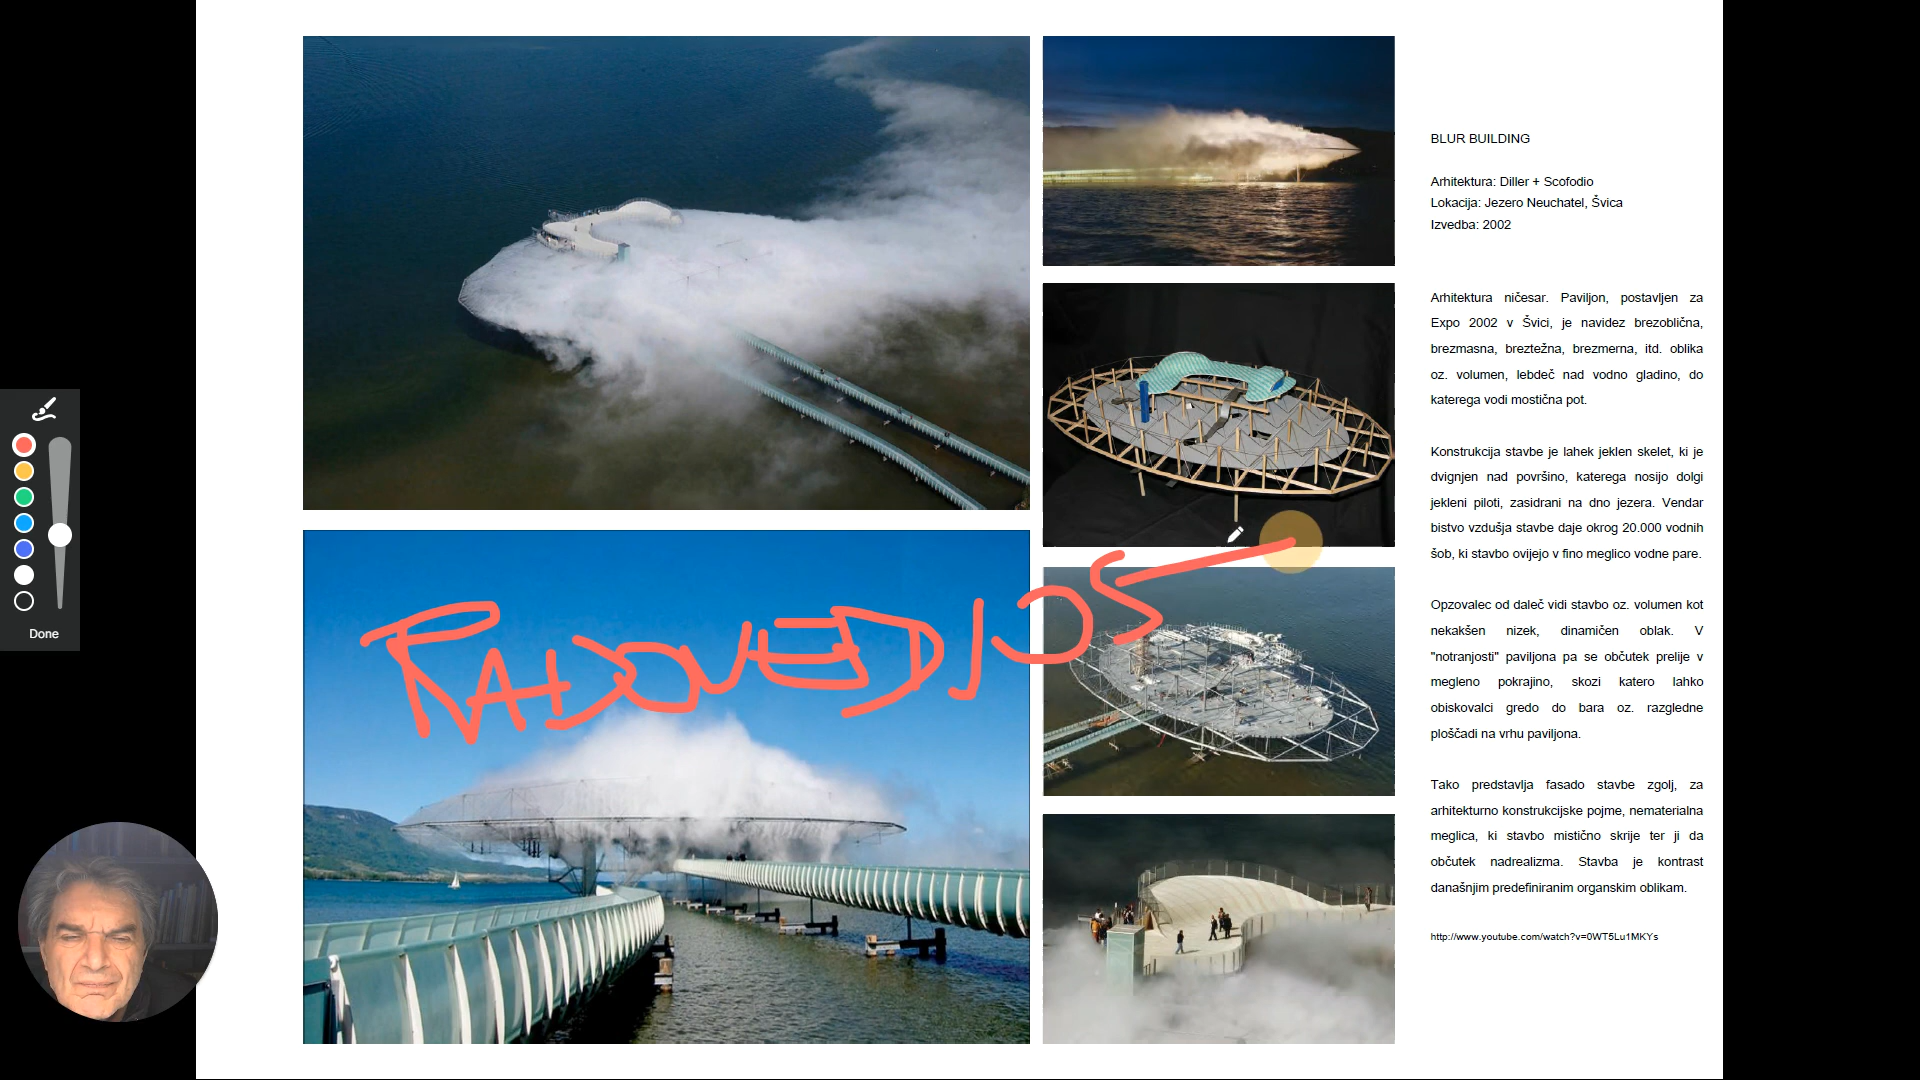 BLUR BUILDING
Arhitektura: Diller + Scofodio
Lokacija: Jezero Neuchatel, Švica
Izvedba: 2002
Arhitektura ničesar. Paviljon, postavljen za
Expo 2002 v Švici, je navidez brezoblična,
brezmasna, breztežna, brezmerna, itd. oblika
oz. volumen, lebdeč nad vodno gladino, do
katerega vodi mostična pot.
Konstrukcija stavbe je lahek jeklen skelet, ki je
dvignjen nad površino, katerega nosijo dolgi
jekleni piloti, zasidrani na dno jezera. Vendar
bistvo vzdušja stavbe daje okrog 20.000 vodnih
šob, ki stavbo ovijejo v fino meglico vodne pare.
Opzovalec od daleč vidi stavbo oz. volumen kot
nekakšen nizek, dinamičen oblak. V
"notranjosti" paviljona pa se občutek prelije v
megleno pokrajino, skozi katero lahko
obiskovalci gredo do bara oz. razgledne
ploščadi na vrhu paviljona.
Tako predstavlja fasado stavbe zgolj, za
arhitekturno konstrukcijske pojme, nematerialna
meglica, ki stavbo mistično skrije ter ji da
občutek nadrealizma. Stavba je kontrast
današnjim predefiniranim organskim oblikam.
http://www.youtube.com/watch?v=0WT5Lu1MKYs
RADOVEDJOS
Done